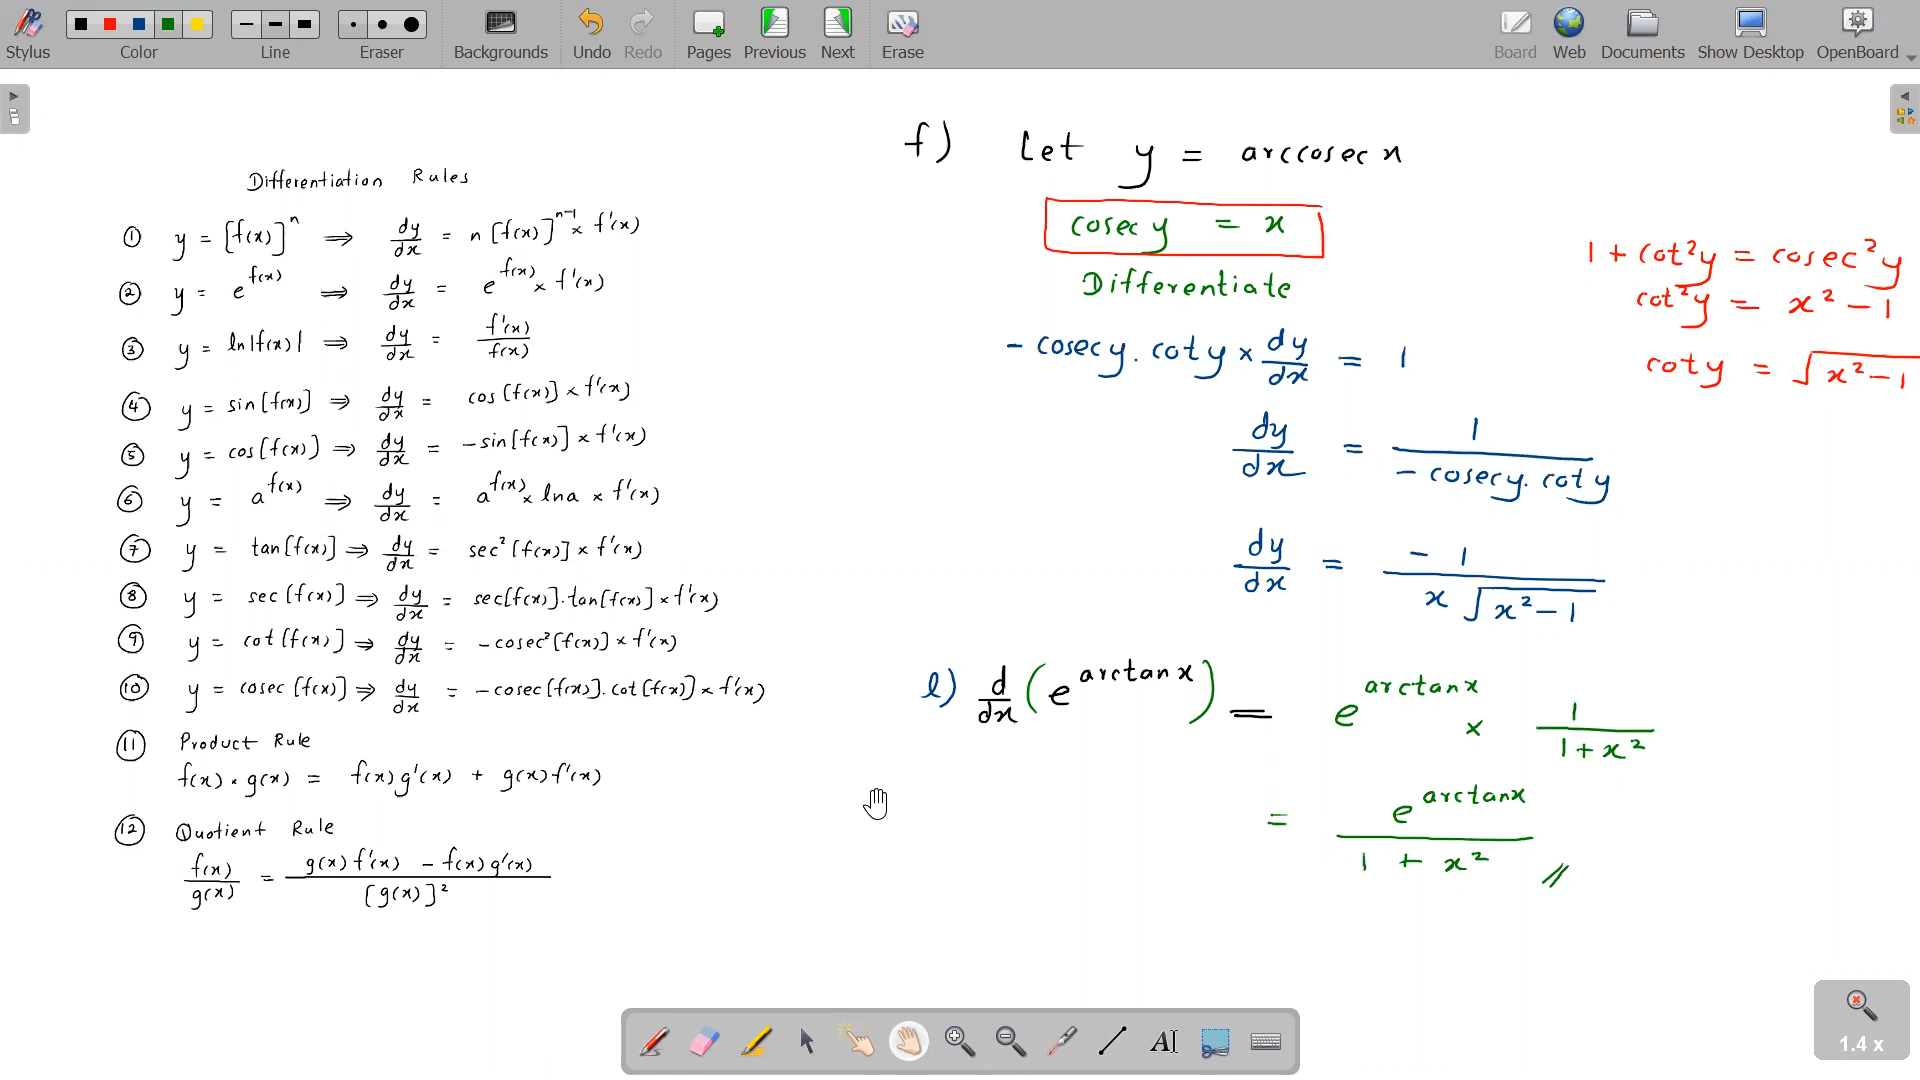 Stylus Color Line Eraser Backgrounds Undo Redo Pages Previous Next Erase Board Web Documents Show Desktop OpenBoard
Differentiation Rules
① y = [f(x)]ⁿ ⇒ dy/dx = n[f(x)]ⁿ⁻¹ × f'(x)
② y = e^f(x) ⇒ dy/dx = e^f(x) × f'(x)
③ y = ln|f(x)| ⇒ dy/dx = f'(x)/f(x)
④ y = sin[f(x)] ⇒ dy/dx = cos[f(x)] × f'(x)
⑤ y = cos[f(x)] ⇒ dy/dx = -sin[f(x)] × f'(x)
⑥ y = a^f(x) ⇒ dy/dx = a^f(x) × ln a × f'(x)
⑦ y = tan[f(x)] ⇒ dy/dx = sec²[f(x)] × f'(x)
⑧ y = sec[f(x)] ⇒ dy/dx = sec[f(x)].tan[f(x)] × f'(x)
⑨ y = cot[f(x)] ⇒ dy/dx = -cosec²[f(x)] × f'(x)
⑩ y = cosec[f(x)] ⇒ dy/dx = -cosec[f(x)].cot[f(x)] × f'(x)
⑪ Product Rule
f(x) . g(x) = f(x)g'(x) + g(x)f'(x)
⑫ Quotient Rule
f(x)/g(x) = g(x)f'(x) - f(x)g'(x) / [g(x)]²
f) Let y = arccosec x
cosec y = x
Differentiate
- cosec y . cot y × dy/dx = 1
dy/dx = 1 / - cosec y . cot y
dy/dx = - 1 / x √x² - 1
1 + cot²y = cosec²y
cot²y = x² - 1
cot y = √x² - 1
l) d/dx (e^arctan x) = e^arctan x × 1 / 1 + x²
= e^arctan x / 1 + x² //
1.4 x